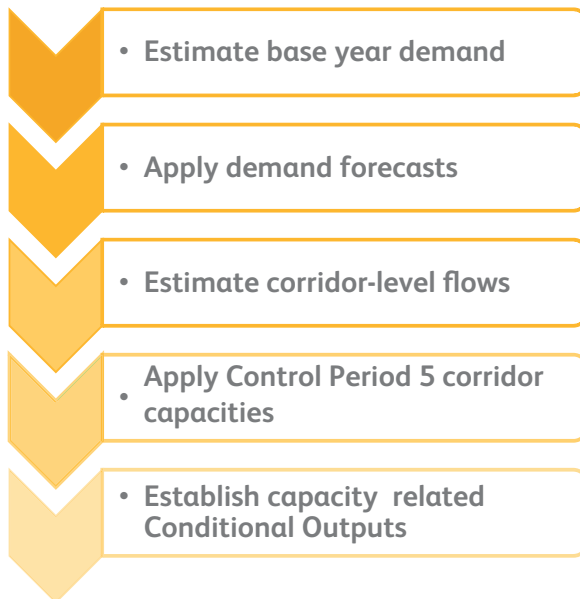 • Estimate base year demand
• Apply demand forecasts
• Estimate corridor-level flows
• Apply Control Period 5 corridor
capacities
• Establish capacity  related
Conditional Outputs